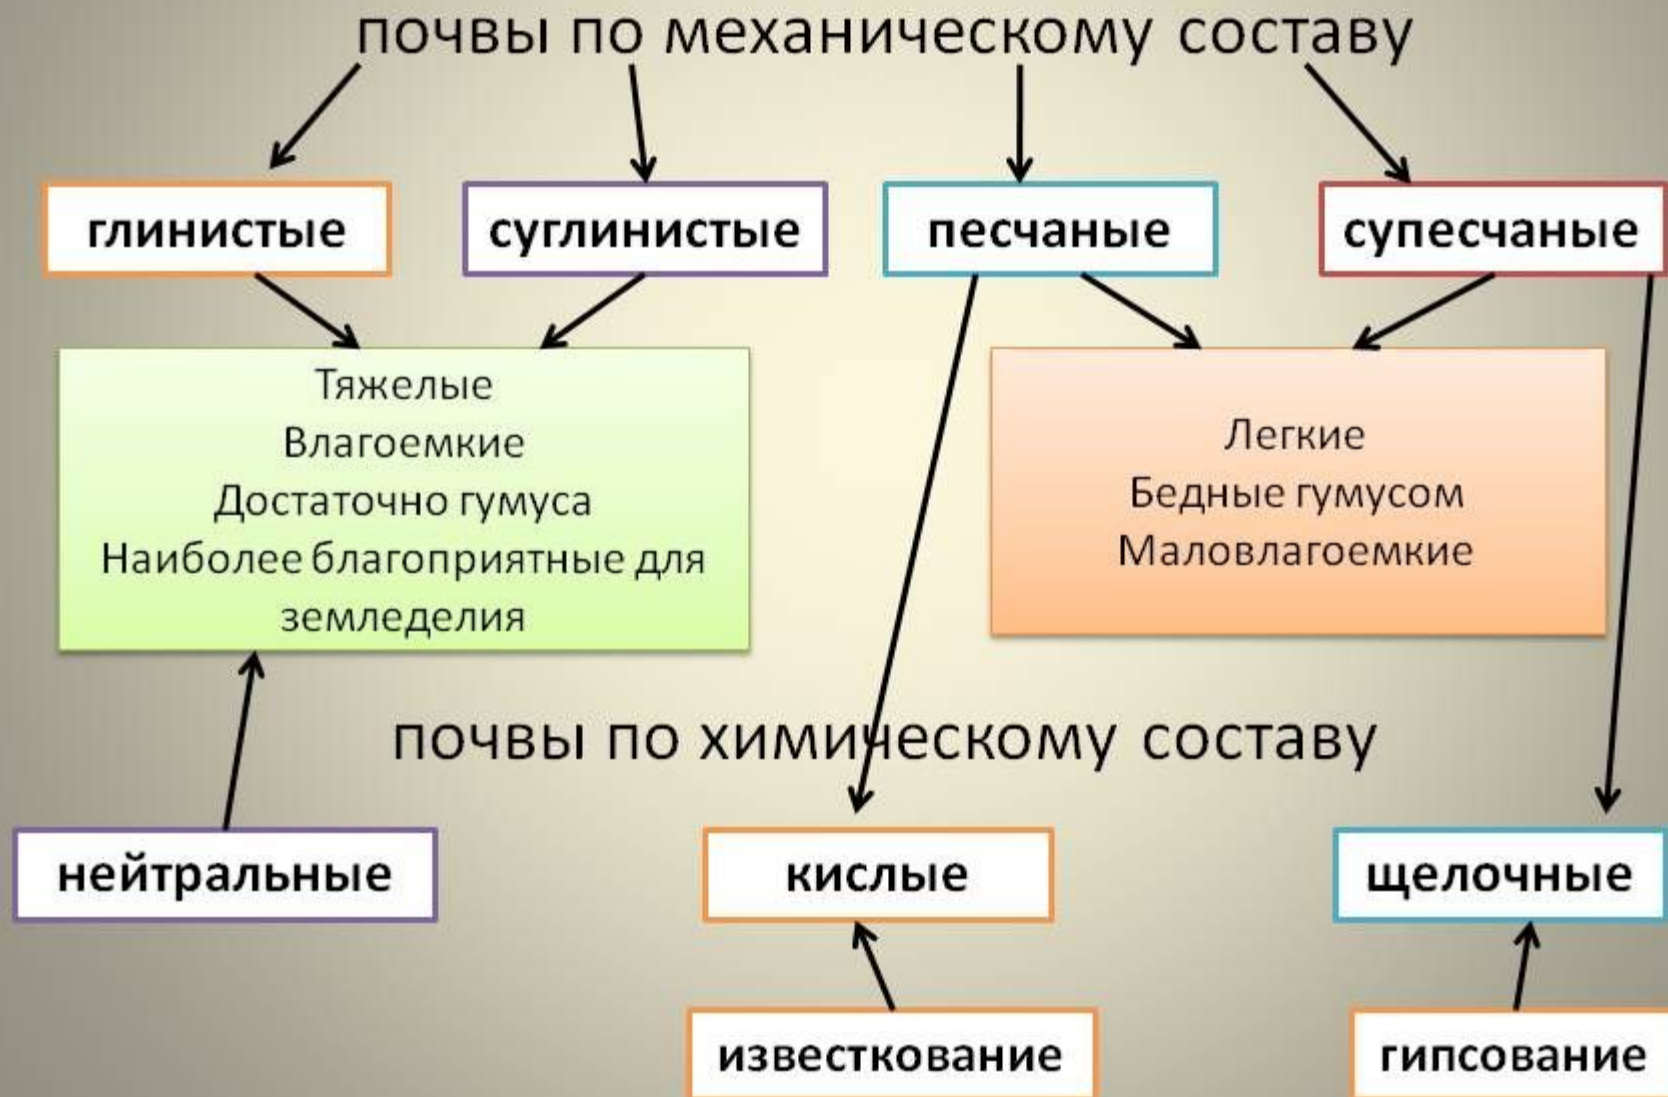 почвы по механическому составу
глинистые
суглинистые
песчаные
супесчаные
Тяжелые
Влагоемкие
Достаточно гумуса
Наиболее благоприятные для
земледелия
Легкие
Бедные гумусом
Маловлагоемкие
почвы по химическому составу
нейтральные
кислые
щелочные
известкование
гипсование